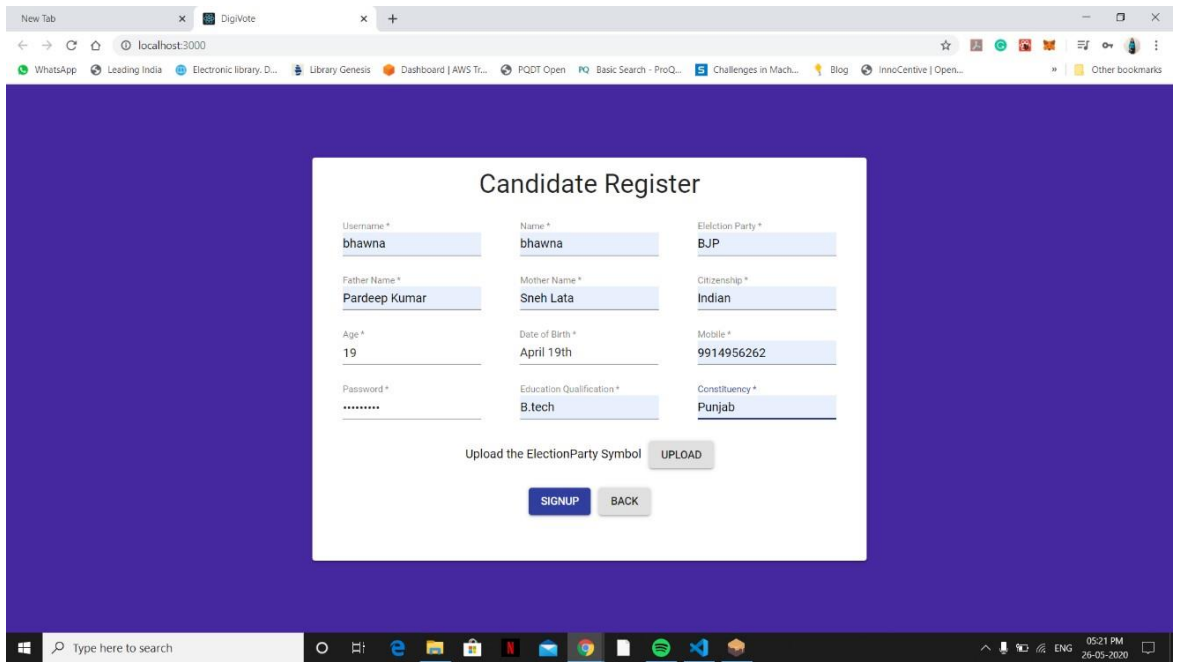 New Tab DigiVote
localhost:3000
WhatsApp Leading India Electronic library. D... Library Genesis Dashboard | AWS Tr... PQDT Open PQ Basic Search - ProQ... S Challenges in Mach... Blog InnoCentive | Open... » Other bookmarks
Candidate Register
Username * Name * Elelction Party *
bhawna bhawna BJP
Father Name * Mother Name * Citizenship *
Pardeep Kumar Sneh Lata Indian
Age * Date of Birth * Mobile *
19 April 19th 9914956262
Password * Education Qualification * Constituency *
••••••••• B.tech Punjab
Upload the ElectionParty Symbol UPLOAD
SIGNUP BACK
Type here to search N ENG 05:21 PM
26-05-2020